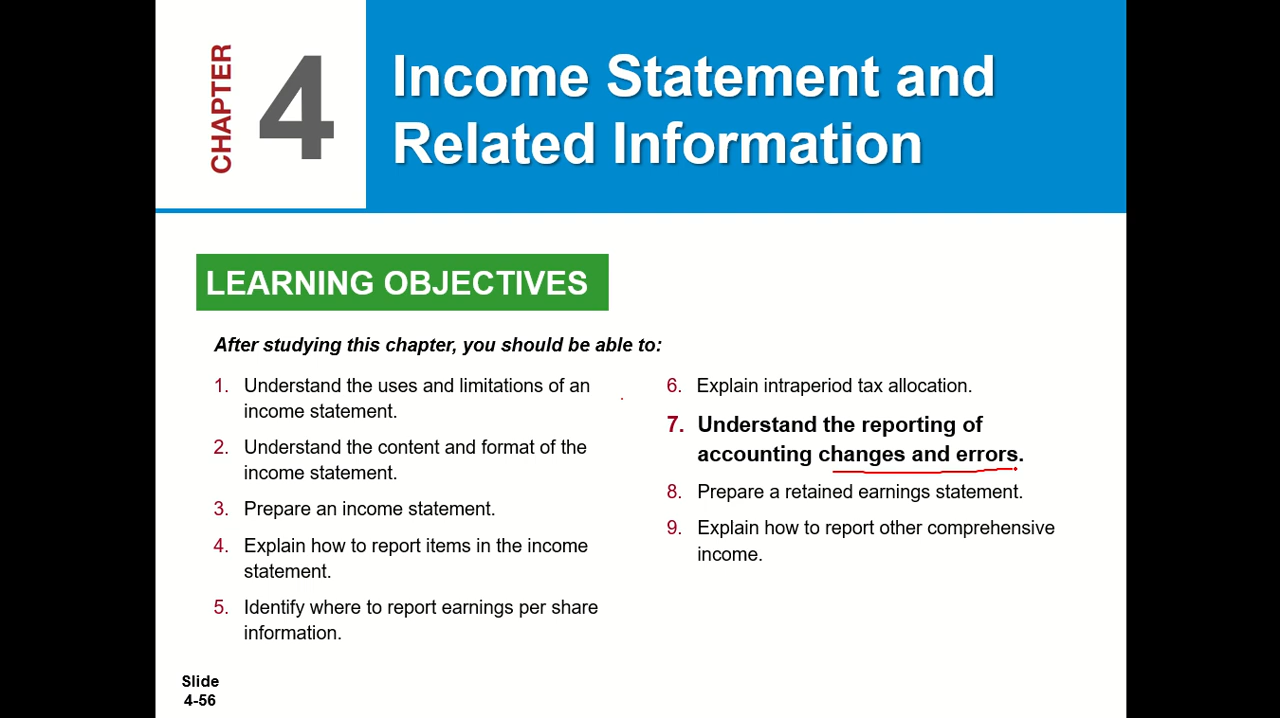 CHAPTER
4
Income Statement and
Related Information
LEARNING OBJECTIVES
After studying this chapter, you should be able to:
1. Understand the uses and limitations of an
income statement.
2. Understand the content and format of the
income statement.
3. Prepare an income statement.
4. Explain how to report items in the income
statement.
5. Identify where to report earnings per share
information.
6. Explain intraperiod tax allocation.
7. Understand the reporting of
accounting changes and errors.
8. Prepare a retained earnings statement.
9. Explain how to report other comprehensive
income.
Slide
4-56